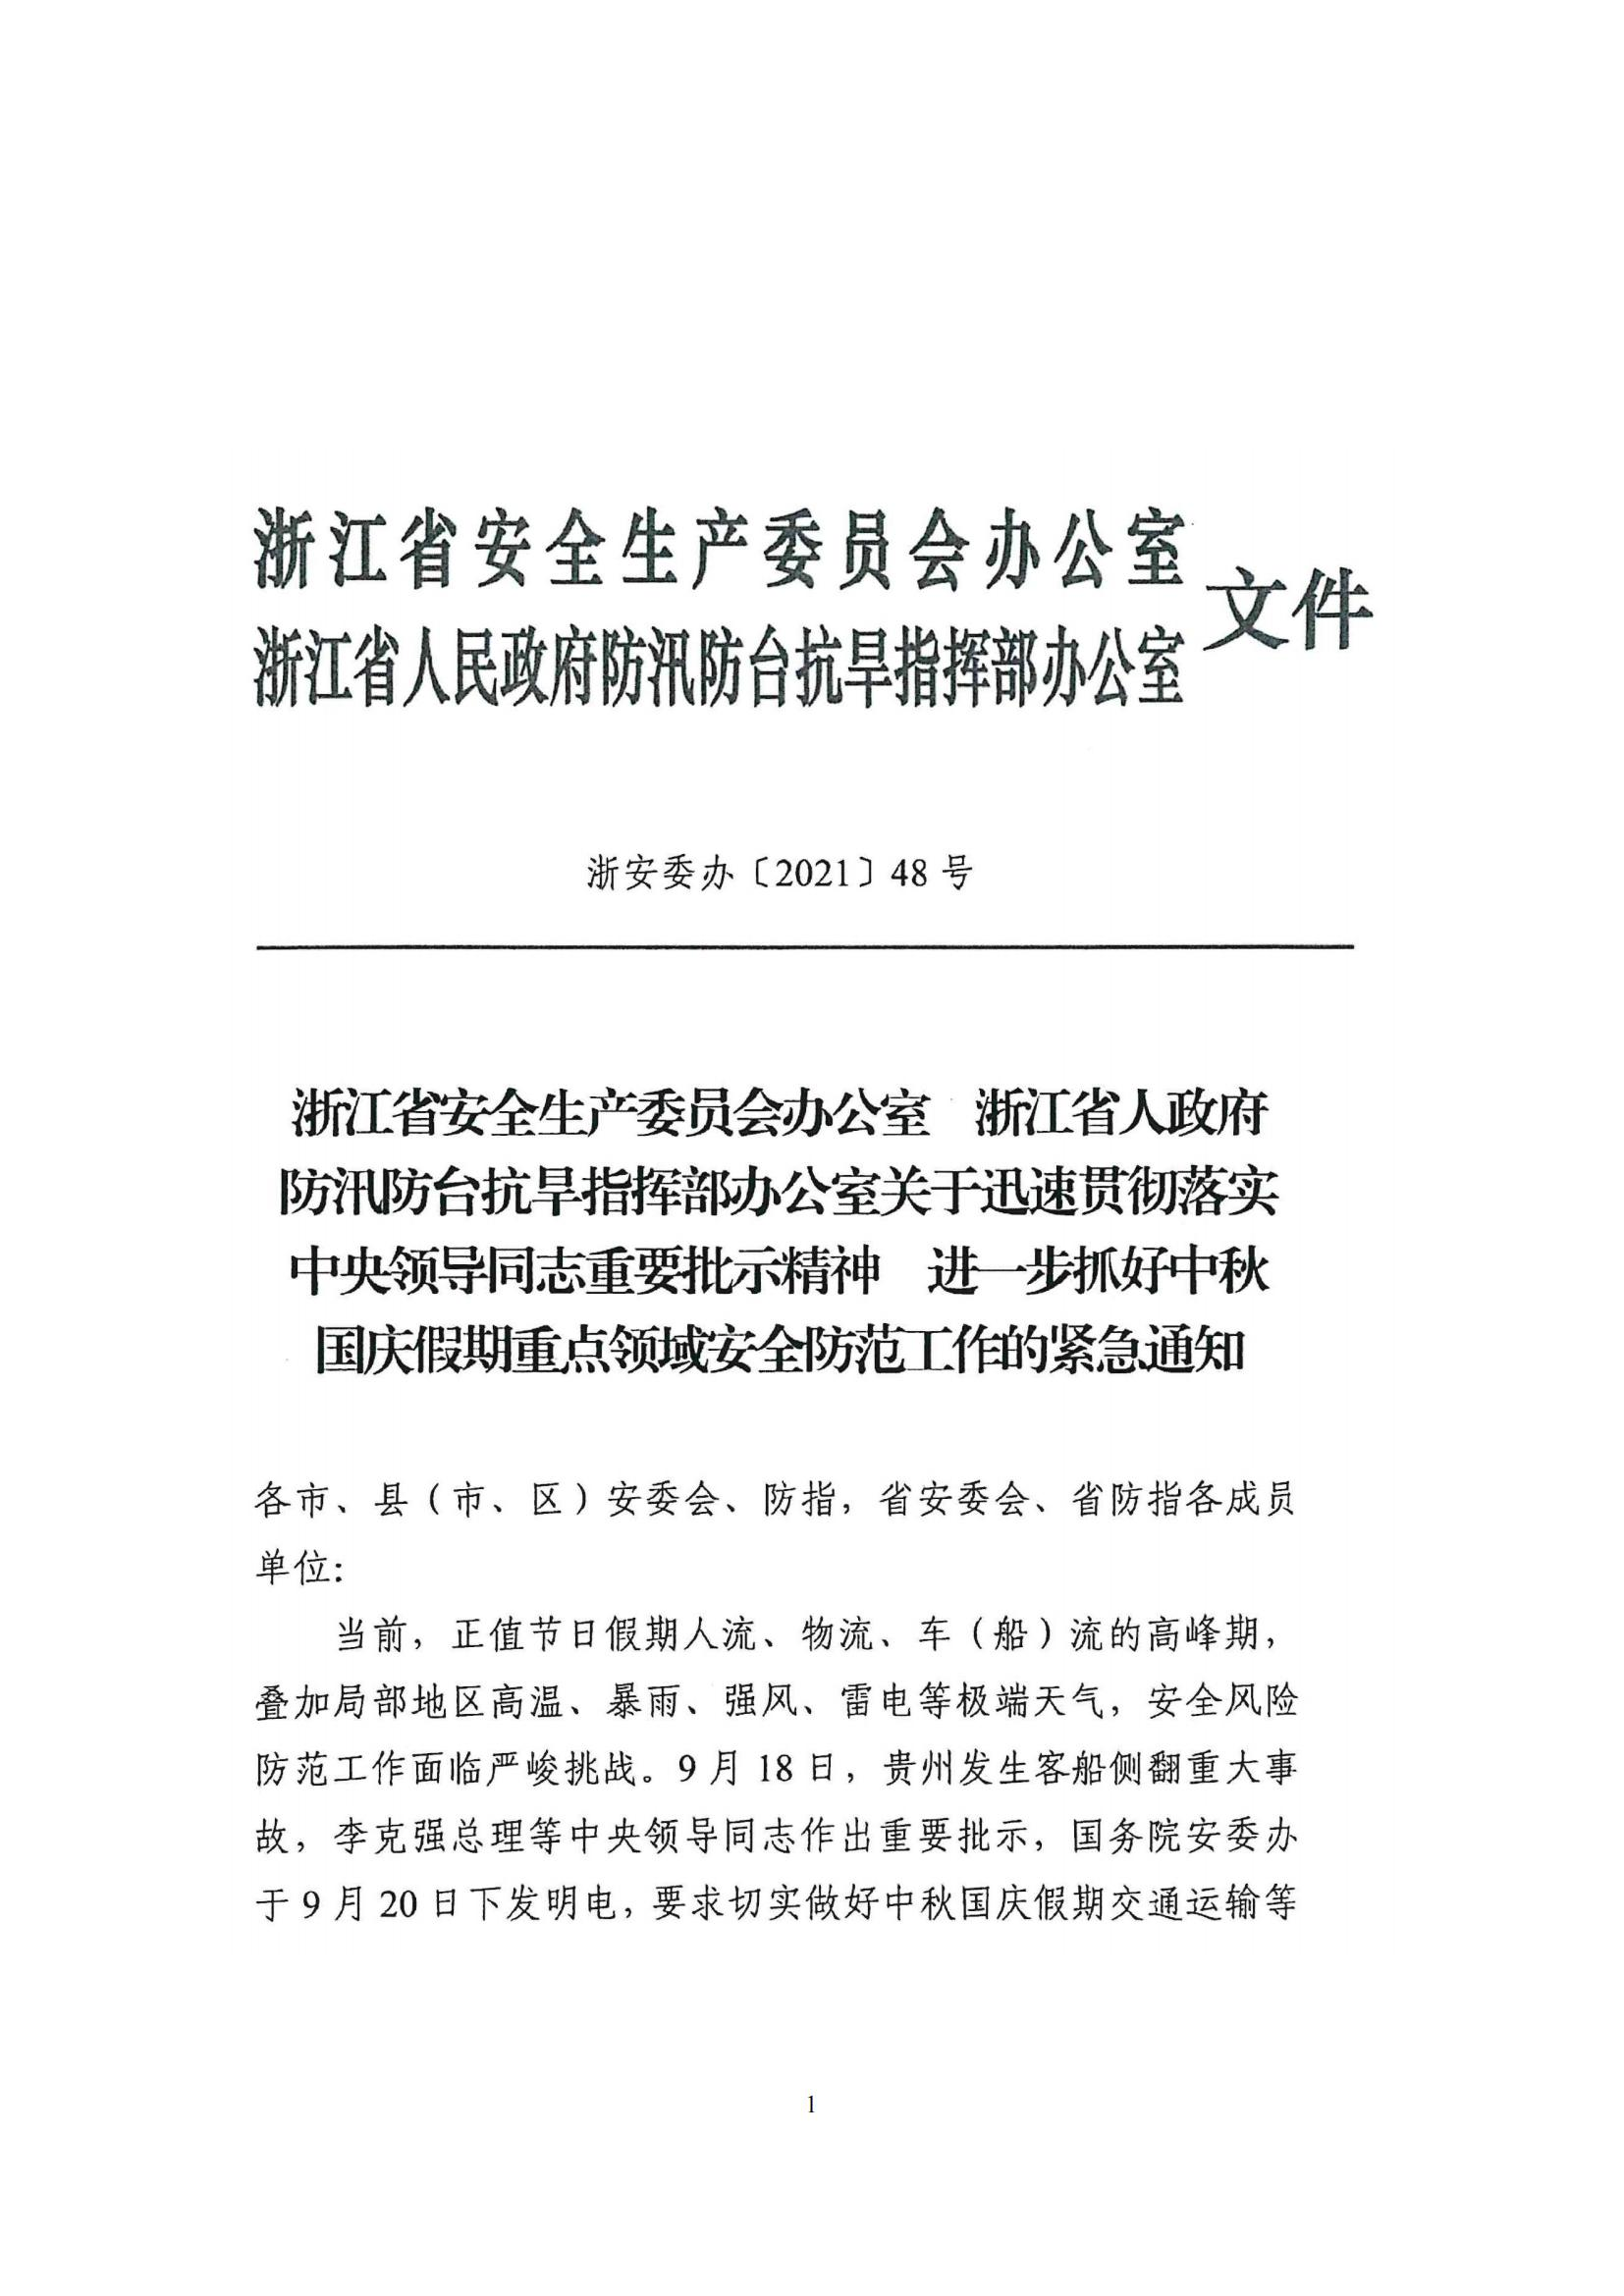 浙江省安全生产委员会办公室
浙江省人民政府防汛防台抗旱指挥部办公室
文件
浙安委办〔2021〕48 号
浙江省安全生产委员会办公室 浙江省人政府
防汛防台抗旱指挥部办公室关于迅速贯彻落实
中央领导同志重要批示精神 进一步抓好中秋
国庆假期重点领域安全防范工作的紧急通知
各市、县（市、区）安委会、防指，省安委会、省防指各成员
单位：
当前，正值节日假期人流、物流、车（船）流的高峰期，
叠加局部地区高温、暴雨、强风、雷电等极端天气，安全风险
防范工作面临严峻挑战。9 月 18 日，贵州发生客船侧翻重大事
故，李克强总理等中央领导同志作出重要批示，国务院安委办
于 9 月 20 日下发明电，要求切实做好中秋国庆假期交通运输等
1